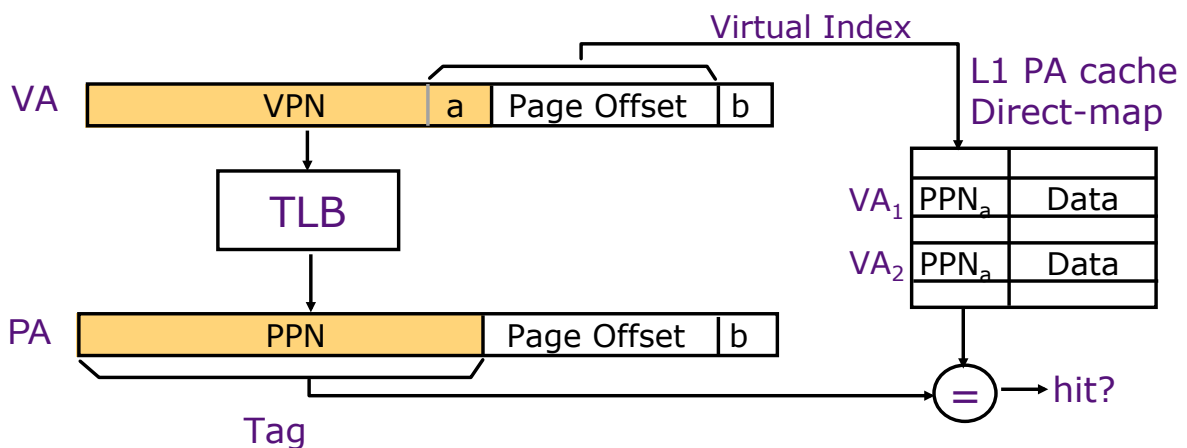 Virtual Index
VA
VPN
a
Page Offset
b
L1 PA cache
Direct-map
TLB
VA₁
PPNₐ
Data
VA₂
PPNₐ
Data
PA
PPN
Page Offset
b
=
hit?
Tag